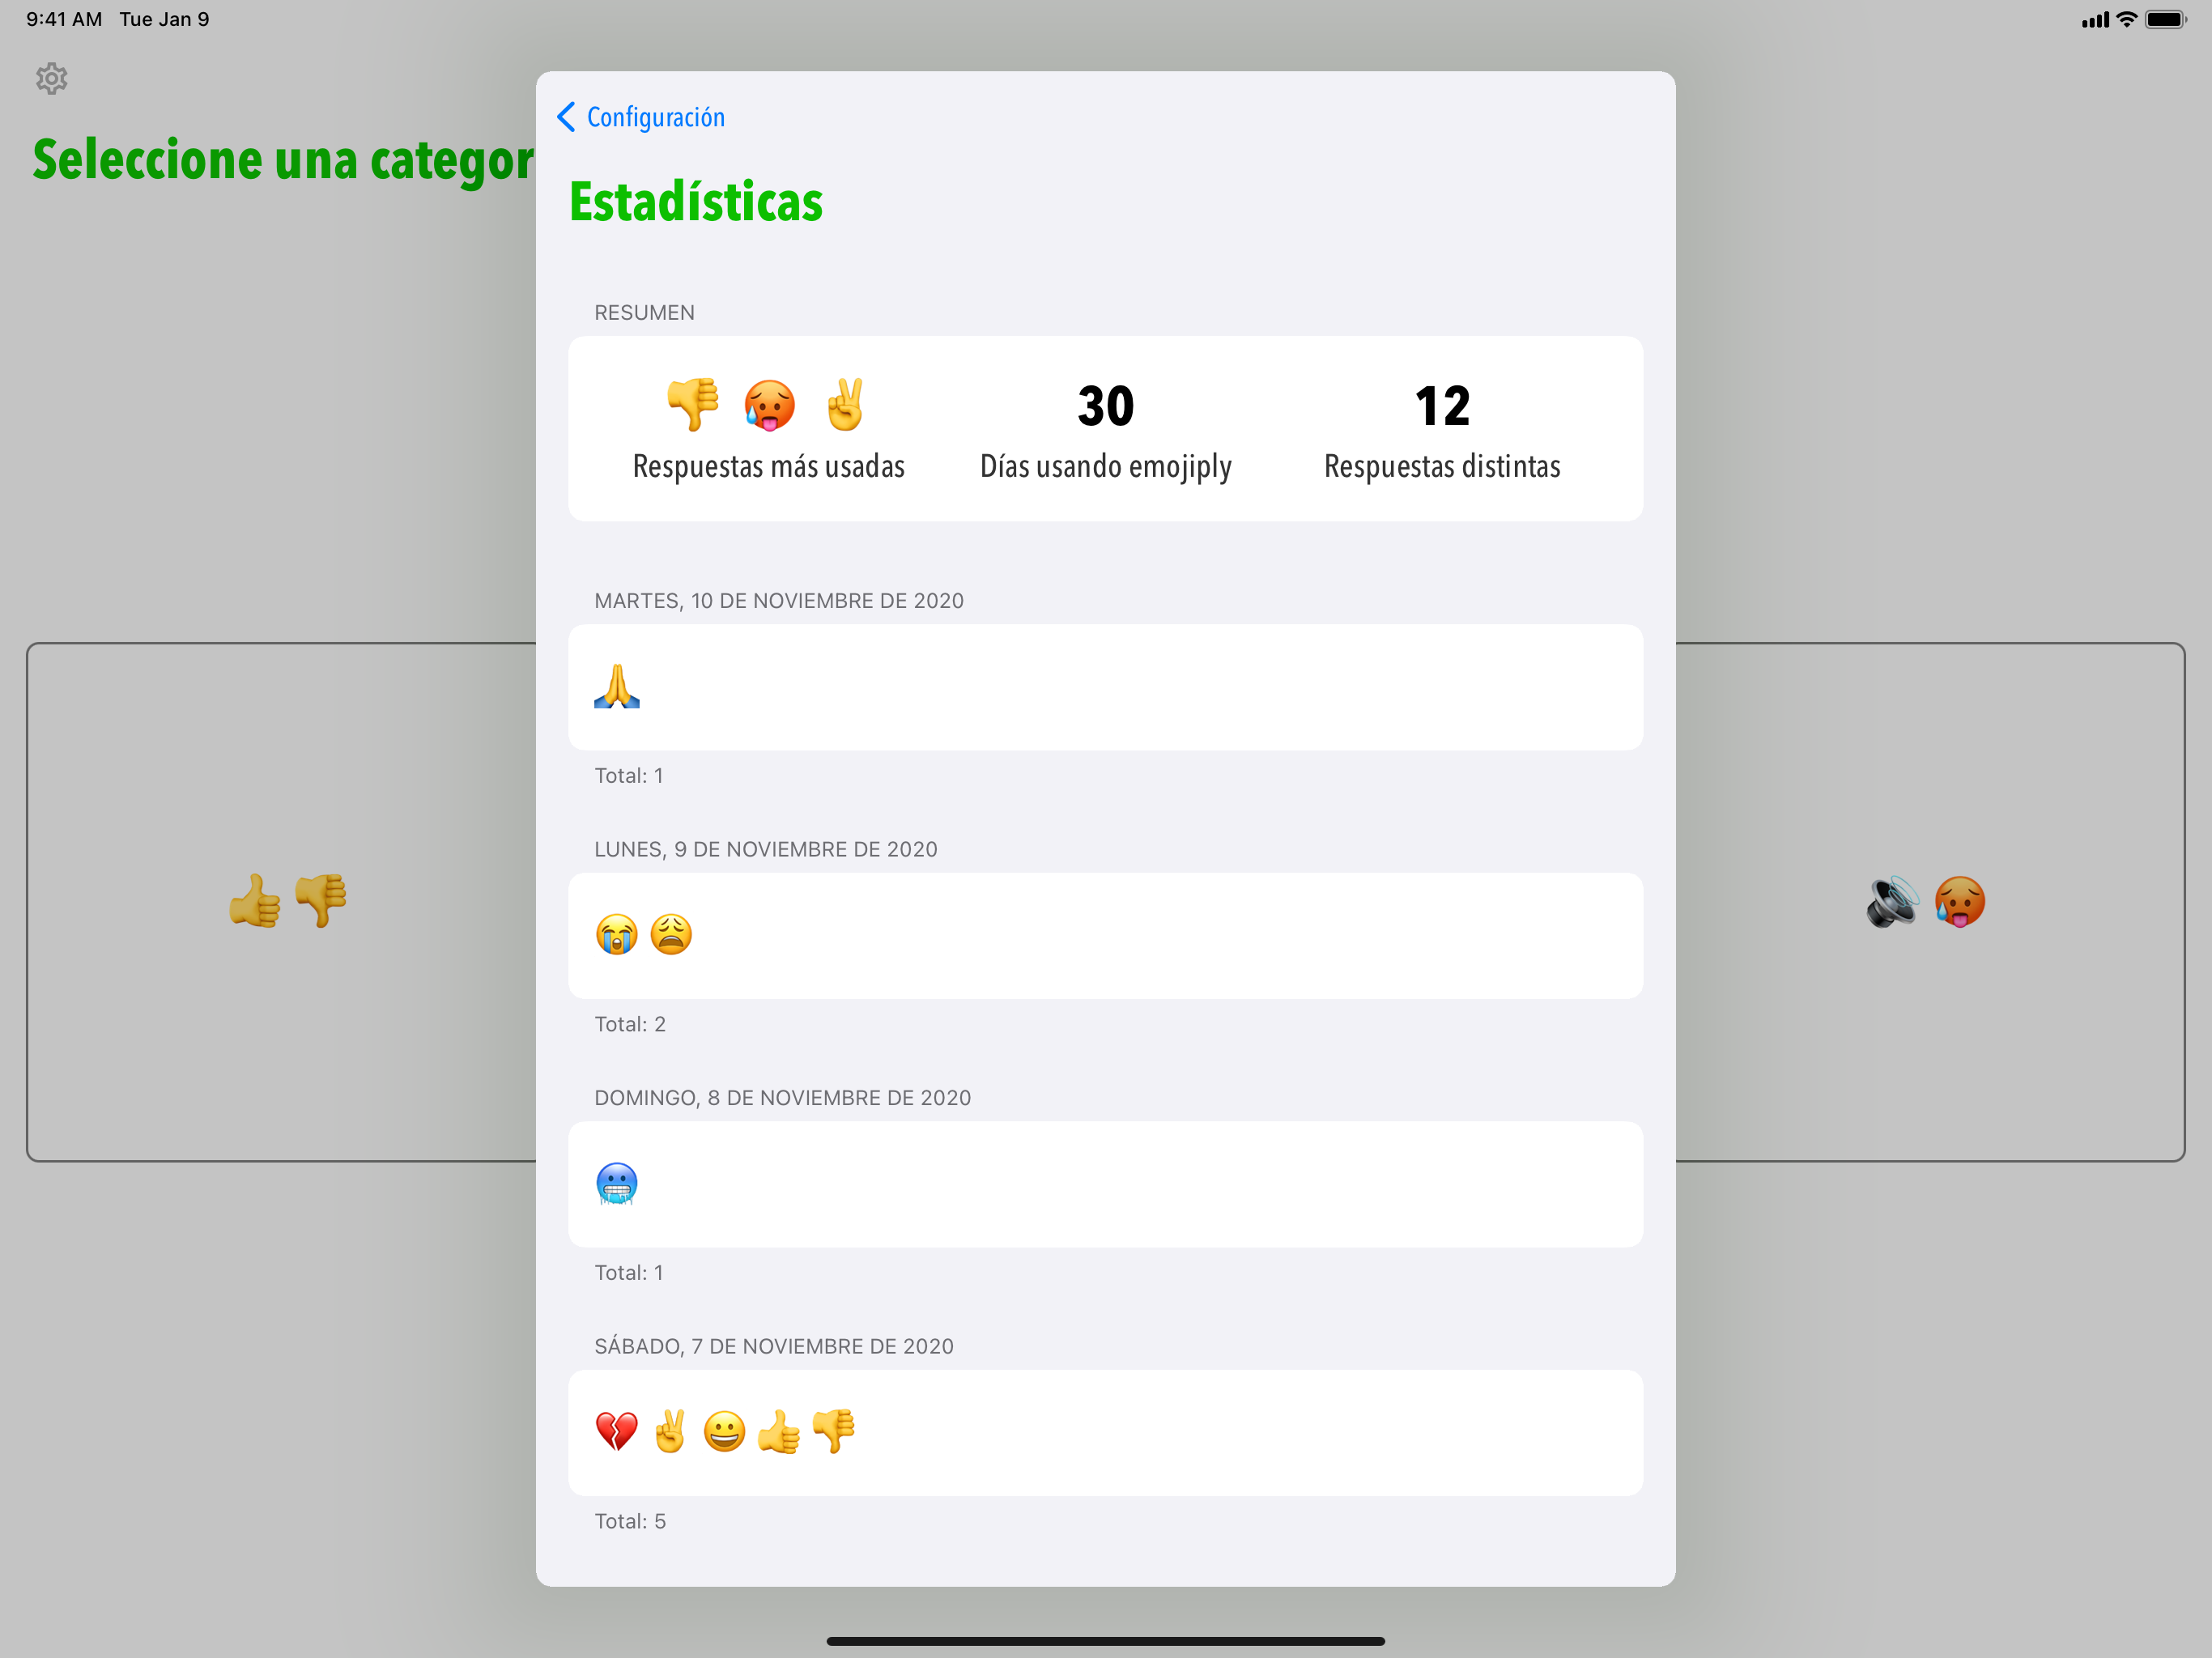 9:41 AM Tue Jan 9
Seleccione una categor
Configuración
Estadísticas
RESUMEN
👎 🥵 ✌️
Respuestas más usadas
30
Días usando emojiply
12
Respuestas distintas
MARTES, 10 DE NOVIEMBRE DE 2020
🙏
Total: 1
LUNES, 9 DE NOVIEMBRE DE 2020
😭 😩
Total: 2
DOMINGO, 8 DE NOVIEMBRE DE 2020
🥶
Total: 1
SÁBADO, 7 DE NOVIEMBRE DE 2020
💔 ✌️ 😀 👍 👎
Total: 5
👍 👎
🔊 🥵